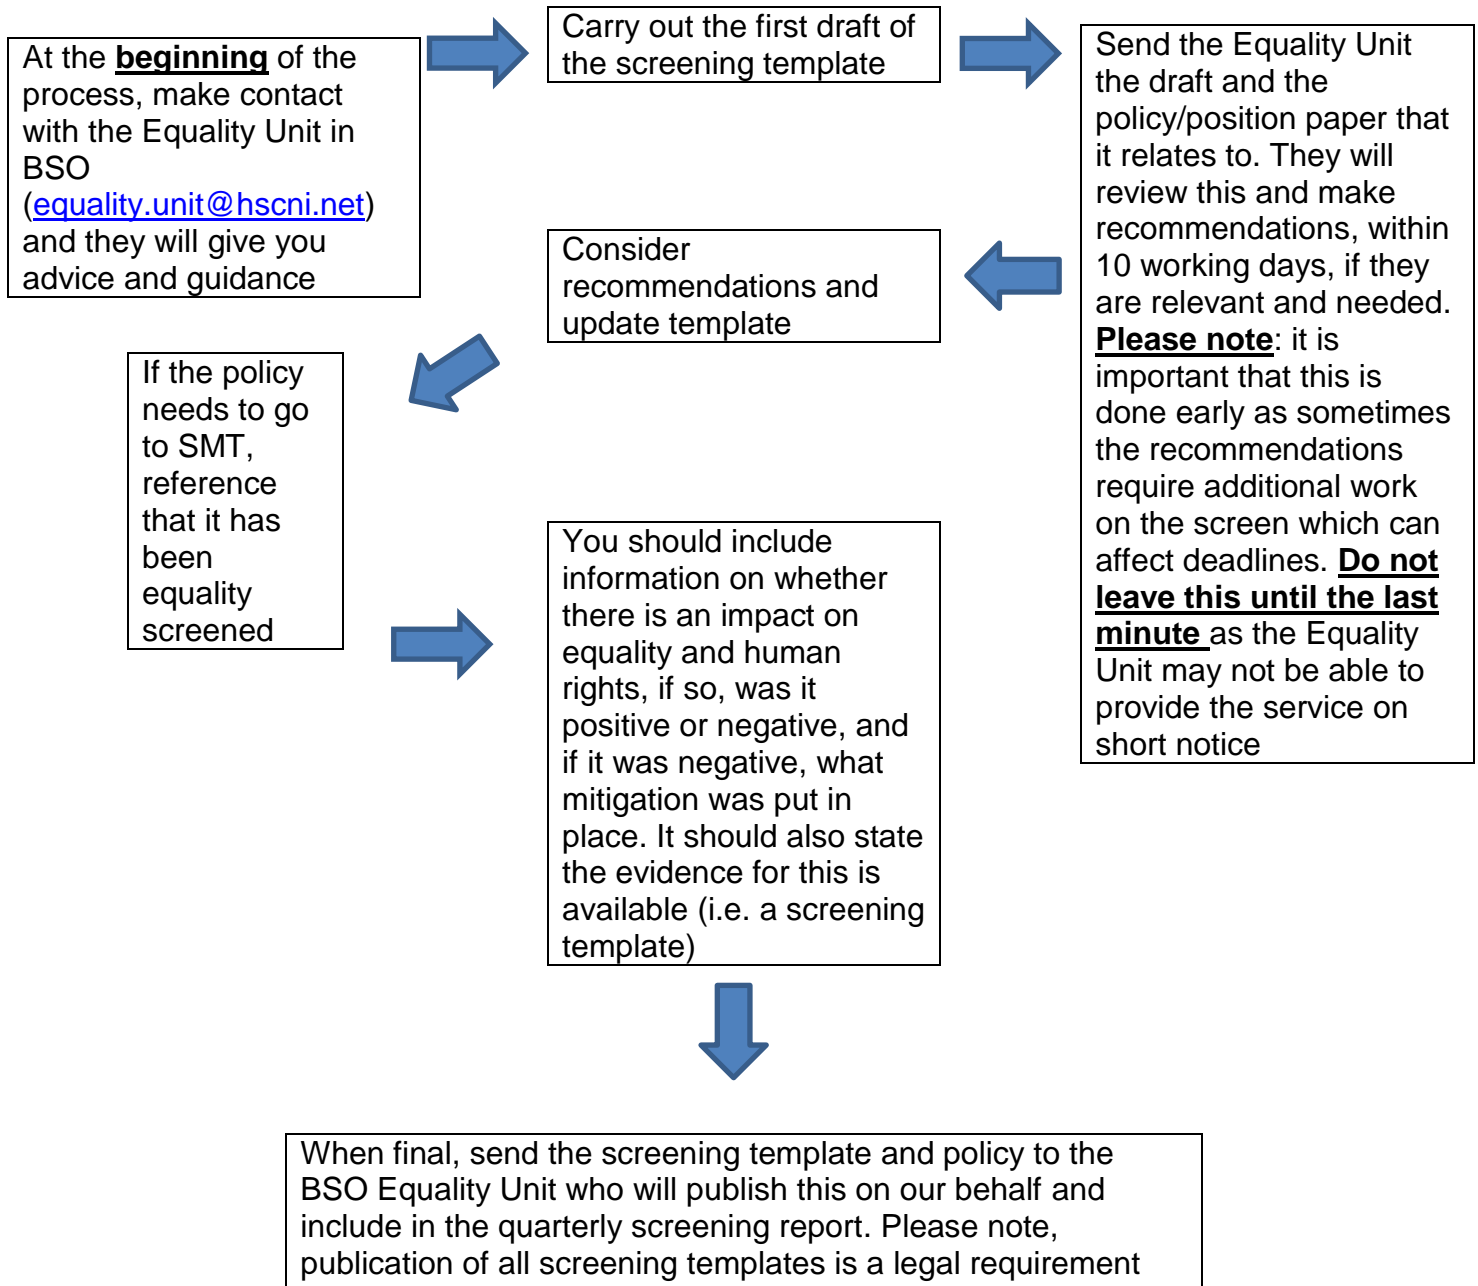 At the beginning of the
process, make contact
with the Equality Unit in
BSO
(equality.unit@hscni.net)
and they will give you
advice and guidance
Carry out the first draft of
the screening template
Send the Equality Unit
the draft and the
policy/position paper that
it relates to. They will
review this and make
recommendations, within
10 working days, if they
are relevant and needed.
Please note: it is
important that this is
done early as sometimes
the recommendations
require additional work
on the screen which can
affect deadlines. Do not
leave this until the last
minute as the Equality
Unit may not be able to
provide the service on
short notice
Consider
recommendations and
update template
If the policy
needs to go
to SMT,
reference
that it has
been
equality
screened
You should include
information on whether
there is an impact on
equality and human
rights, if so, was it
positive or negative, and
if it was negative, what
mitigation was put in
place. It should also state
the evidence for this is
available (i.e. a screening
template)
When final, send the screening template and policy to the
BSO Equality Unit who will publish this on our behalf and
include in the quarterly screening report. Please note,
publication of all screening templates is a legal requirement